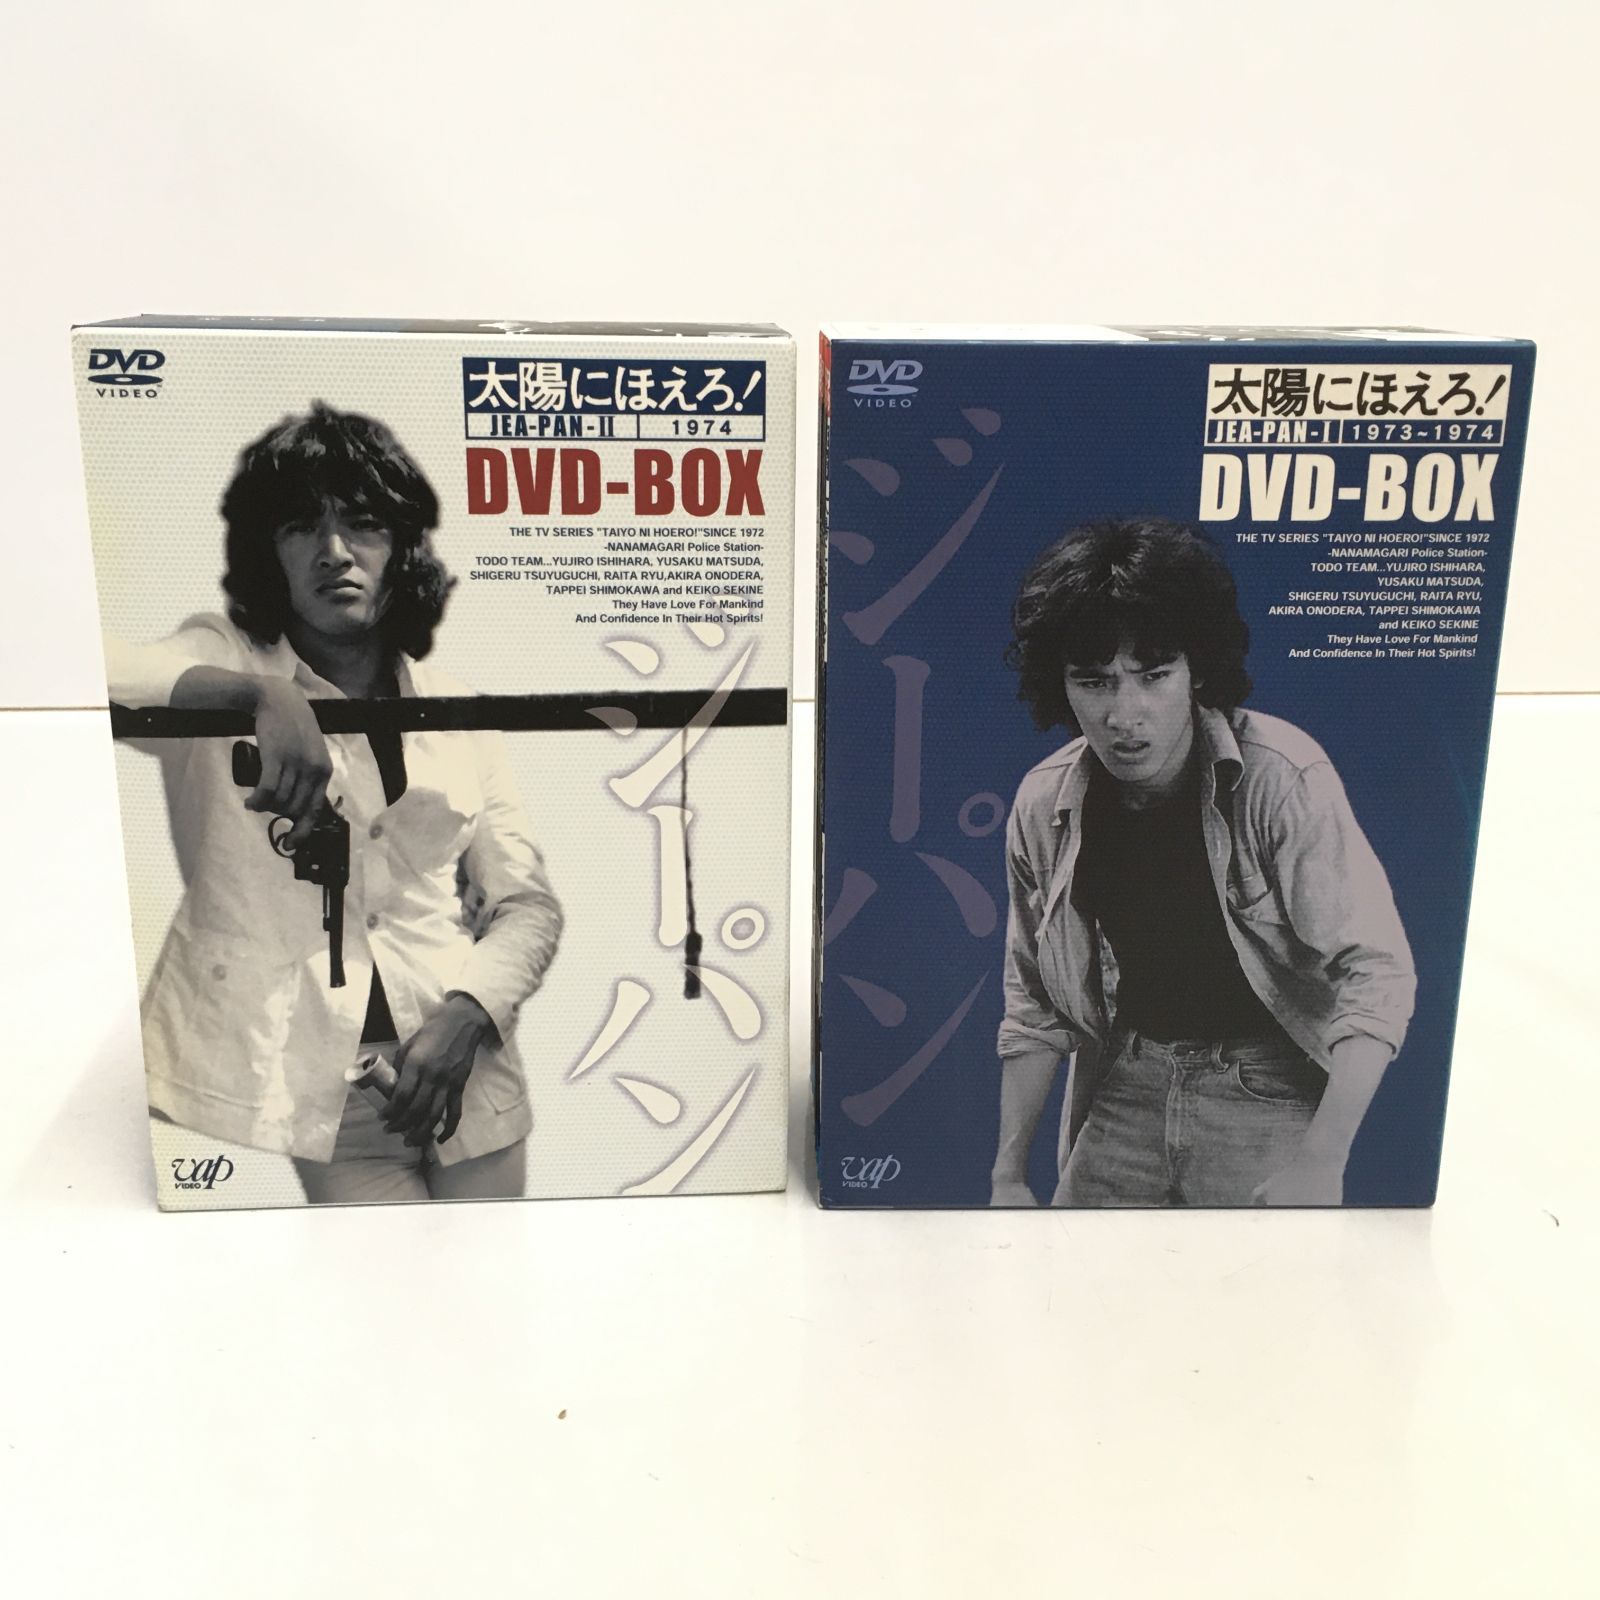 DVD
VIDEO
太陽にほえろ!
JEA-PAN-II 1974
DVD-BOX
THE TV SERIES "TAIYO NI HOERO!"SINCE 1972
-NANAMAGARI Police Station-
TODO TEAM...YUJIRO ISHIHARA, YUSAKU MATSUDA,
SHIGERU TSUYUGUCHI, RAITA RYU,AKIRA ONODERA,
TAPPEI SHIMOKAWA and KEIKO SEKINE
They Have Love For Mankind
And Confidence In Their Hot Spirits!
ジーパン
vap
VIDEO
DVD
VIDEO
太陽にほえろ!
JEA-PAN-I 1973~1974
DVD-BOX
THE TV SERIES "TAIYO NI HOERO!"SINCE 1972
-NANAMAGARI Police Station-
TODO TEAM...YUJIRO ISHIHARA,
YUSAKU MATSUDA,
SHIGERU TSUYUGUCHI, RAITA RYU,
AKIRA ONODERA, TAPPEI SHIMOKAWA
and KEIKO SEKINE
They Have Love For Mankind
And Confidence In Their Hot Spirits!
ジーパン
vap
VIDEO